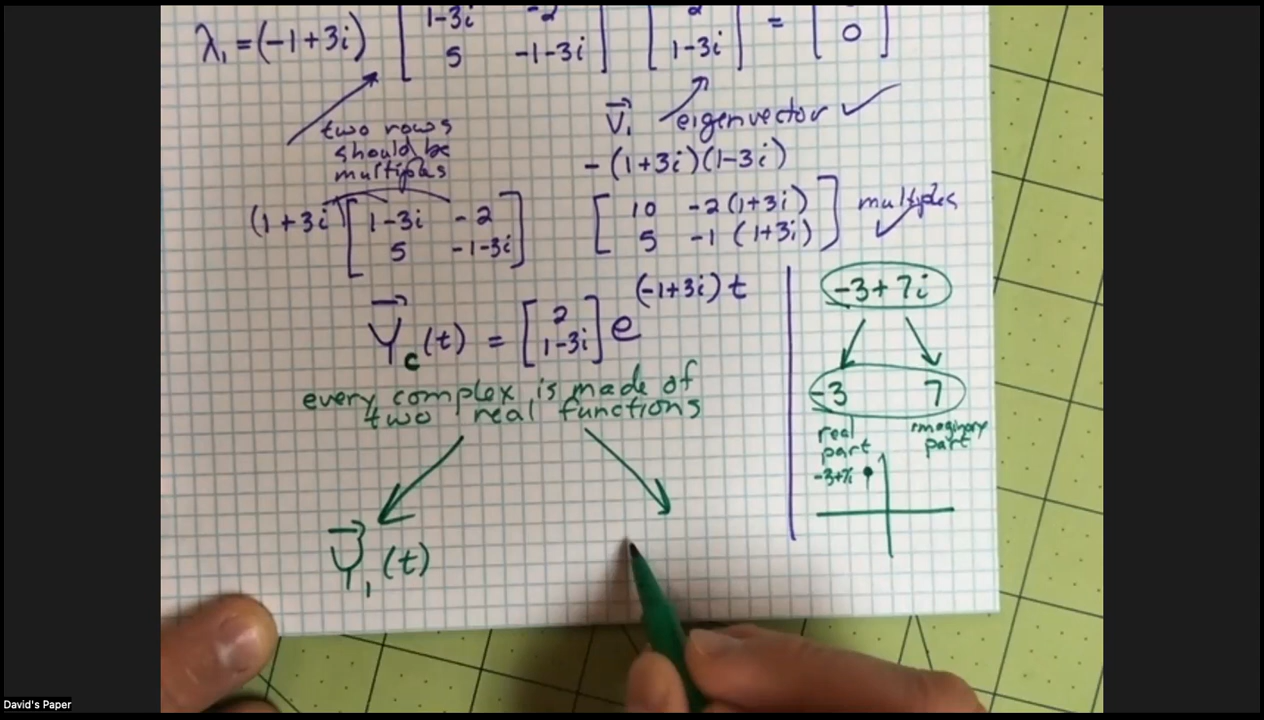 λ₁ = (-1+3i) [ 1-3i -2 ; 5 -1-3i ] [ 2 ; 1-3i ] = [ 0 ]
two rows
should be
multiples
V⃗₁ eigenvector ✓
- (1+3i)(1-3i)
(1+3i) [ 1-3i -2 ; 5 -1-3i ]
[ 10 -2(1+3i) ; 5 -1(1+3i) ] multiples ✓
Y⃗c(t) = [ 2 ; 1-3i ] e^(-1+3i)t
every complex is made of
two real functions
Y⃗₁(t)
-3+7i
-3 7
real part
imaginary part
-3+7i
David's Paper